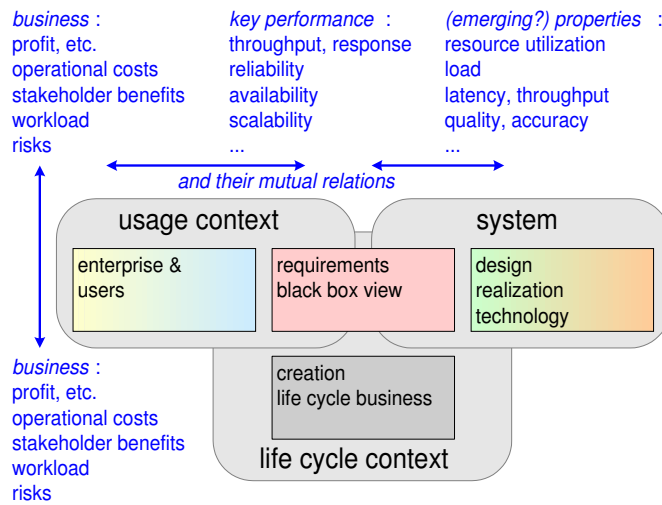 business :
profit, etc.
operational costs
stakeholder benefits
workload
risks
key performance :
throughput, response
reliability
availability
scalability
...
(emerging?) properties :
resource utilization
load
latency, throughput
quality, accuracy
...
and their mutual relations
usage context
system
enterprise &
users
requirements
black box view
design
realization
technology
business :
profit, etc.
operational costs
stakeholder benefits
workload
risks
creation
life cycle business
life cycle context